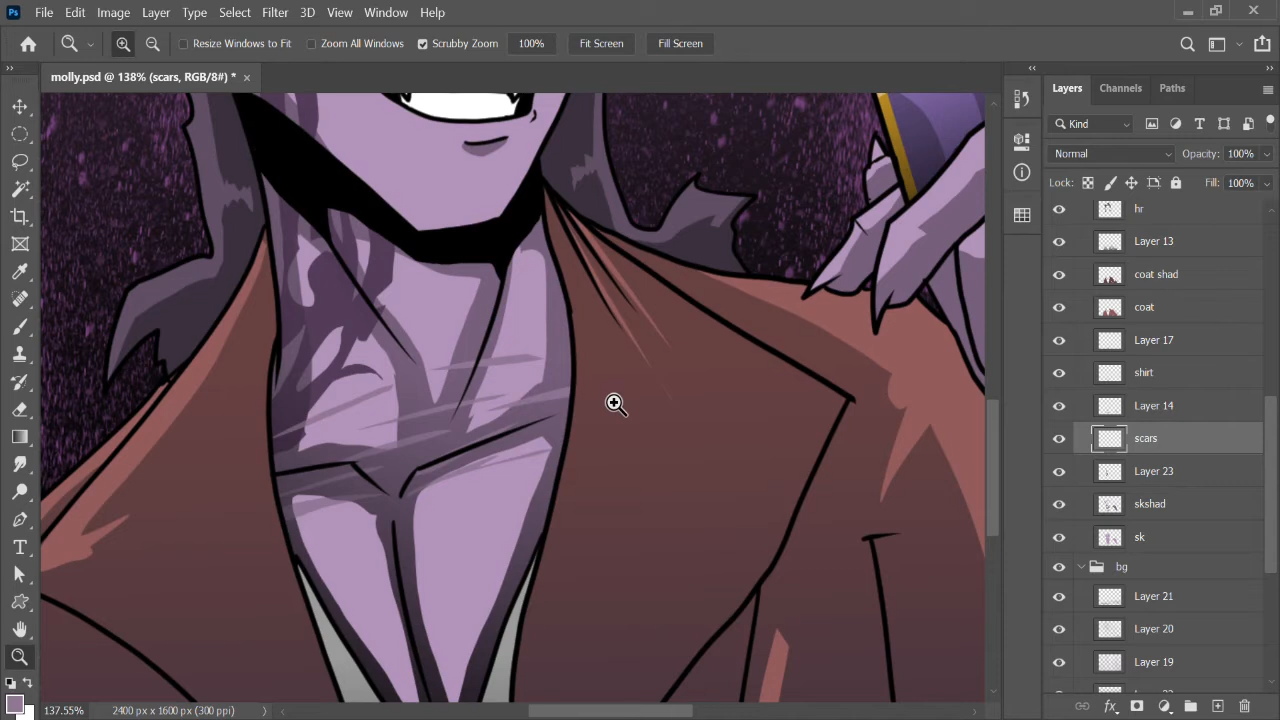 Ps File Edit Image Layer Type Select Filter 3D View Window Help
Resize Windows to Fit Zoom All Windows Scrubby Zoom 100% Fit Screen Fill Screen
molly.psd @ 138% (scars, RGB/8#) *
Layers Channels Paths
Kind
Normal Opacity: 100%
Lock: Fill: 100%
hr
Layer 13
coat shad
coat
Layer 17
shirt
Layer 14
scars
Layer 23
skshad
sk
bg
Layer 21
Layer 20
Layer 19
137.55% 2400 px x 1600 px (300 ppi)